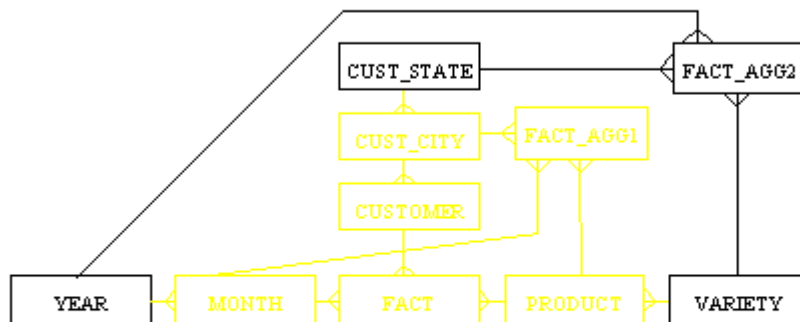 CUST_STATE
FACT_AGG2
CUST_CITY
FACT_AGG1
CUSTOMER
YEAR
MONTH
FACT
PRODUCT
VARIETY